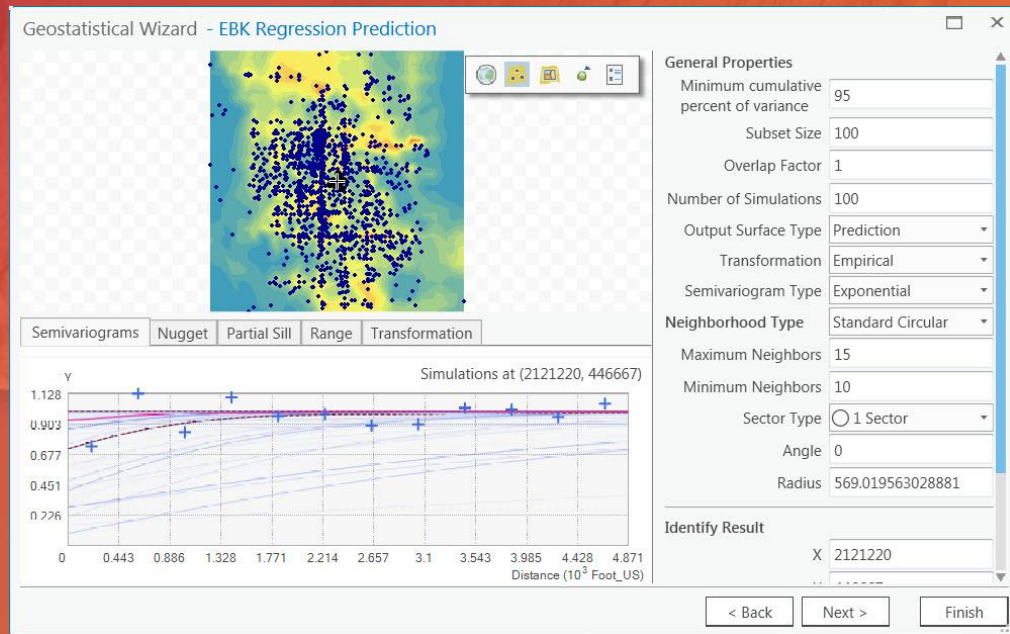 Geostatistical Wizard - EBK Regression Prediction
General Properties
Minimum cumulative
percent of variance
95
Subset Size 100
Overlap Factor 1
Number of Simulations 100
Output Surface Type Prediction
Transformation Empirical
Semivariogram Type Exponential
Neighborhood Type Standard Circular
Maximum Neighbors 15
Minimum Neighbors 10
Sector Type 1 Sector
Angle 0
Radius 569.019563028881
Identify Result
X 2121220
Semivariograms Nugget Partial Sill Range Transformation
γ
Simulations at (2121220, 446667)
1.128
0.903
0.677
0.451
0.226
0 0.443 0.886 1.328 1.771 2.214 2.657 3.1 3.543 3.985 4.428 4.871
Distance (10³ Foot_US)
< Back Next > Finish